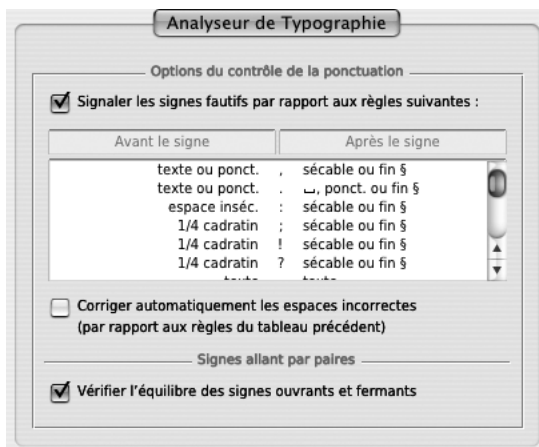 Analyseur de Typographie
Options du contrôle de la ponctuation
Signaler les signes fautifs par rapport aux règles suivantes :
Avant le signe Après le signe
texte ou ponct. , sécable ou fin §
texte ou ponct. . ⌴, ponct. ou fin §
espace inséc. : sécable ou fin §
1/4 cadratin ; sécable ou fin §
1/4 cadratin ! sécable ou fin §
1/4 cadratin ? sécable ou fin §
Corriger automatiquement les espaces incorrectes
(par rapport aux règles du tableau précédent)
Signes allant par paires
Vérifier l'équilibre des signes ouvrants et fermants